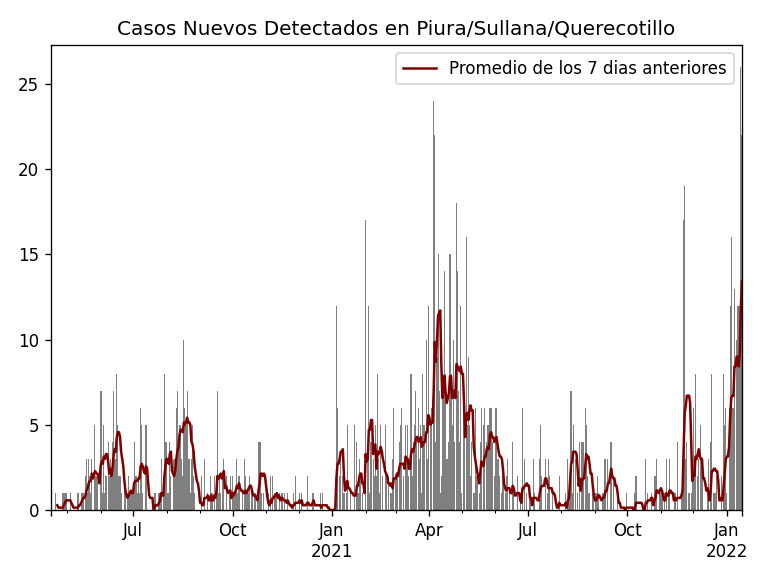 Casos Nuevos Detectados en Piura/Sullana/Querecotillo
Promedio de los 7 dias anteriores
25
20
15
10
5
0
Jul
Oct
Jan
2021
Apr
Jul
Oct
Jan
2022